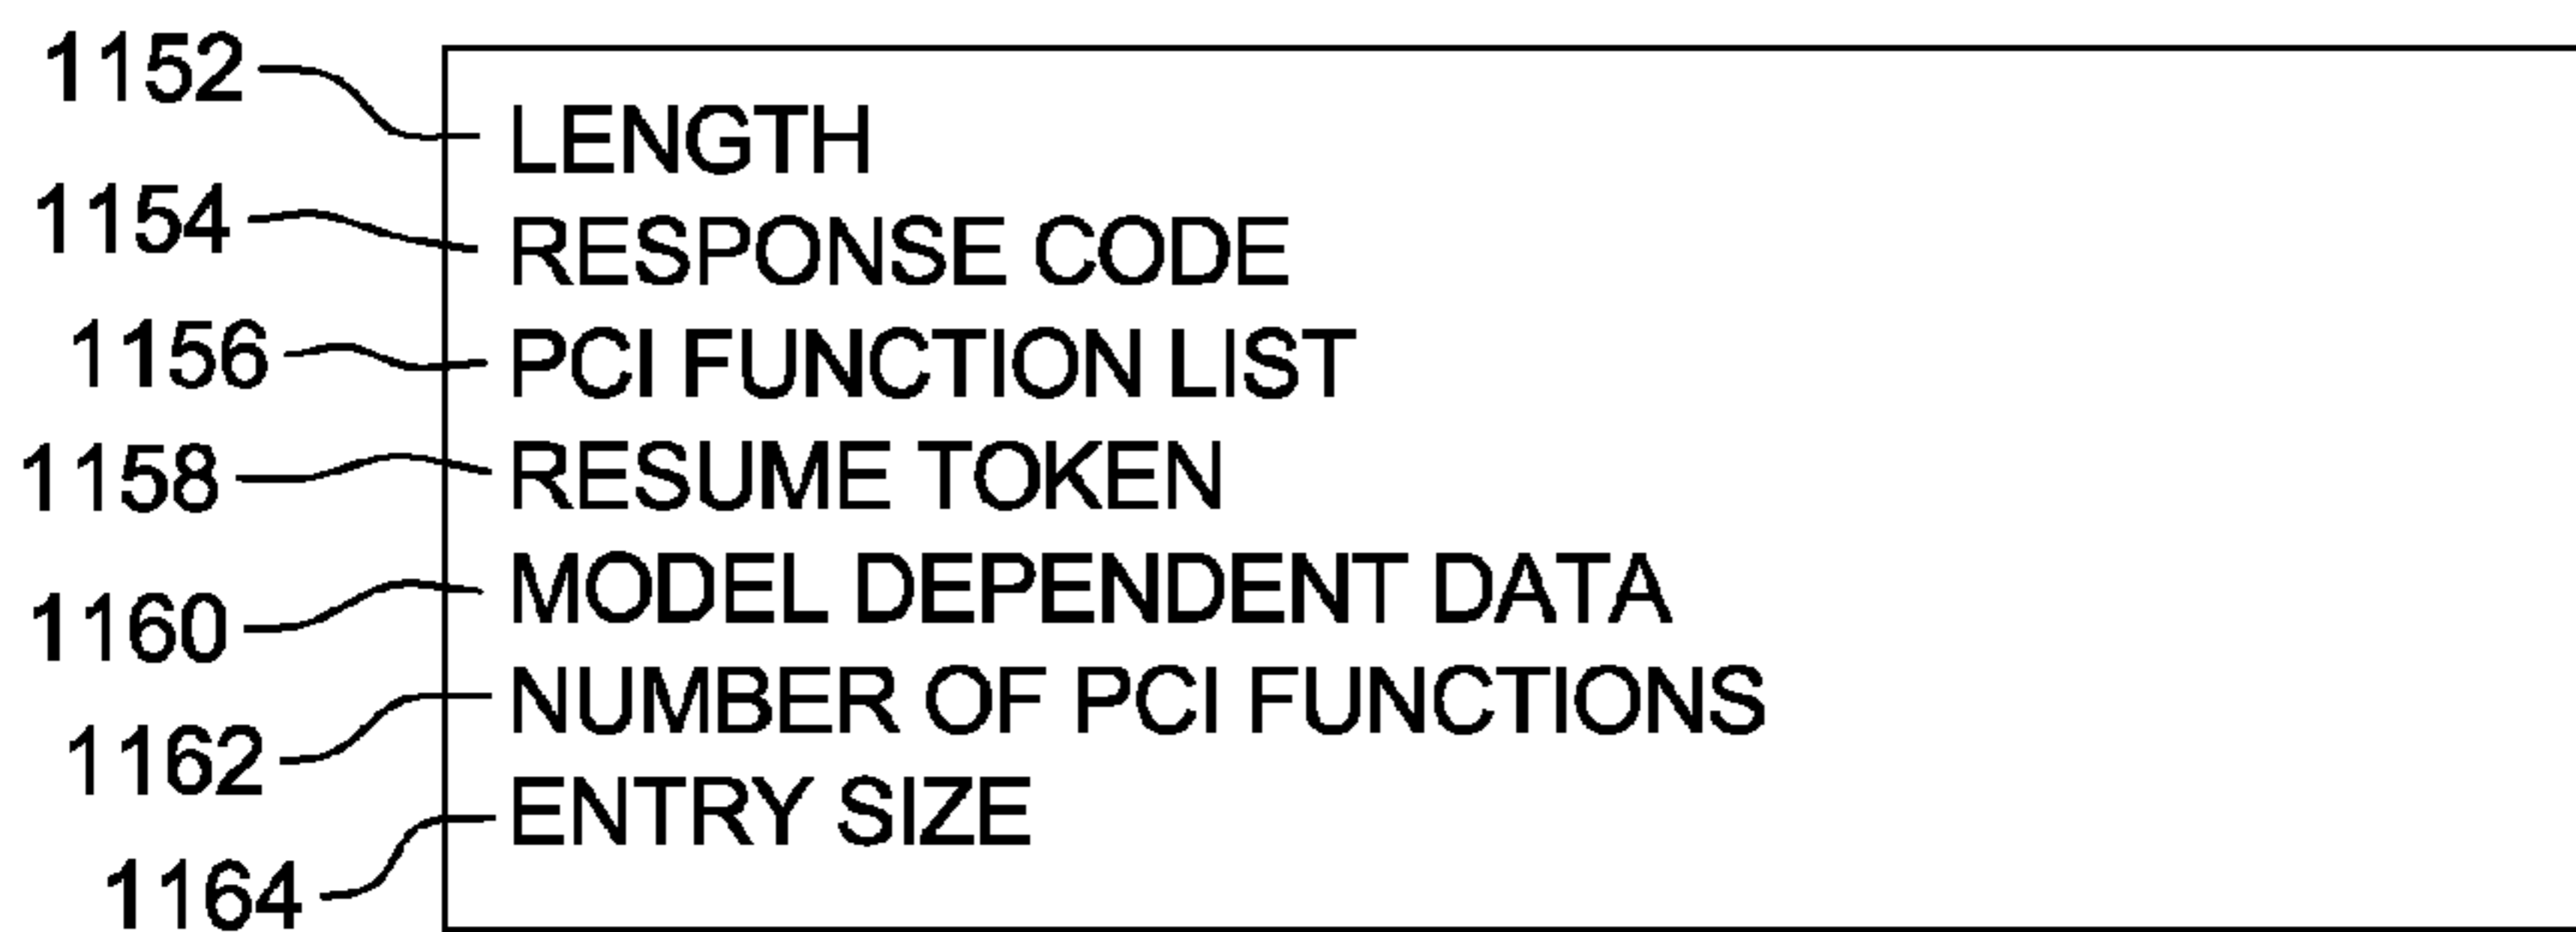 1152 LENGTH
1154 RESPONSE CODE
1156 PCI FUNCTION LIST
1158 RESUME TOKEN
1160 MODEL DEPENDENT DATA
1162 NUMBER OF PCI FUNCTIONS
1164 ENTRY SIZE